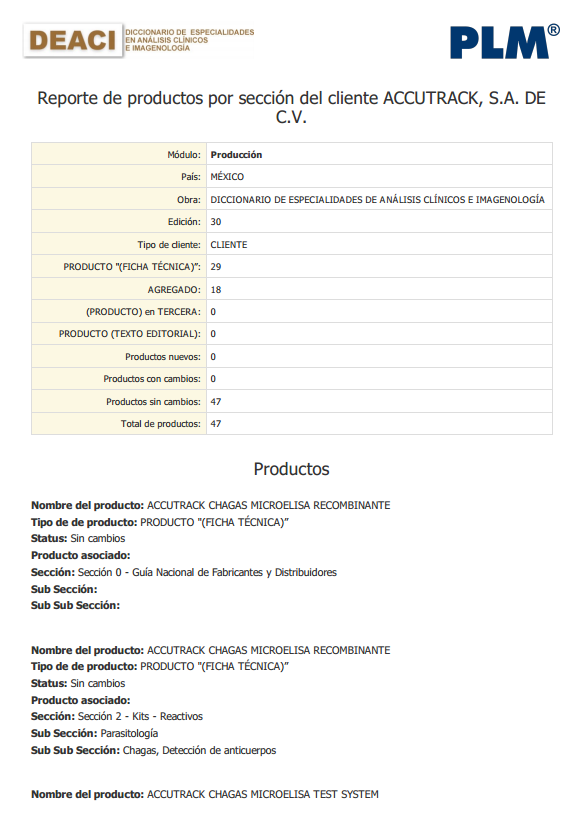 DEACI DICCIONARIO DE ESPECIALIDADES
EN ANÁLISIS CLÍNICOS
E IMAGENOLOGÍA
PLM®
Reporte de productos por sección del cliente ACCUTRACK, S.A. DE
C.V.
Módulo: Producción
País: MÉXICO
Obra: DICCIONARIO DE ESPECIALIDADES DE ANÁLISIS CLÍNICOS E IMAGENOLOGÍA
Edición: 30
Tipo de cliente: CLIENTE
PRODUCTO "(FICHA TÉCNICA)": 29
AGREGADO: 18
(PRODUCTO) en TERCERA: 0
PRODUCTO (TEXTO EDITORIAL): 0
Productos nuevos: 0
Productos con cambios: 0
Productos sin cambios: 47
Total de productos: 47
Productos
Nombre del producto: ACCUTRACK CHAGAS MICROELISA RECOMBINANTE
Tipo de de producto: PRODUCTO "(FICHA TÉCNICA)"
Status: Sin cambios
Producto asociado:
Sección: Sección 0 - Guía Nacional de Fabricantes y Distribuidores
Sub Sección:
Sub Sub Sección:
Nombre del producto: ACCUTRACK CHAGAS MICROELISA RECOMBINANTE
Tipo de de producto: PRODUCTO "(FICHA TÉCNICA)"
Status: Sin cambios
Producto asociado:
Sección: Sección 2 - Kits - Reactivos
Sub Sección: Parasitología
Sub Sub Sección: Chagas, Detección de anticuerpos
Nombre del producto: ACCUTRACK CHAGAS MICROELISA TEST SYSTEM